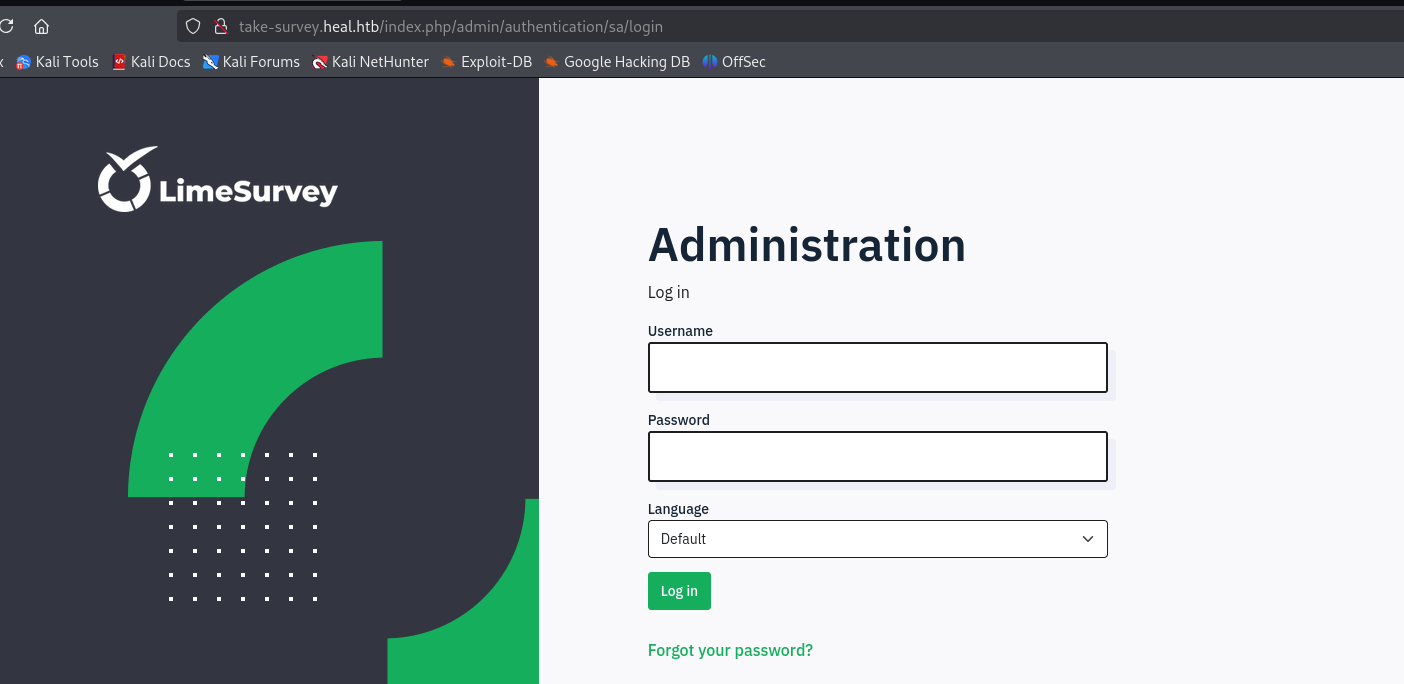 take-survey.heal.htb/index.php/admin/authentication/sa/login
Kali Tools Kali Docs Kali Forums Kali NetHunter Exploit-DB Google Hacking DB OffSec
LimeSurvey
Administration
Log in
Username
Password
Language
Default
Log in
Forgot your password?